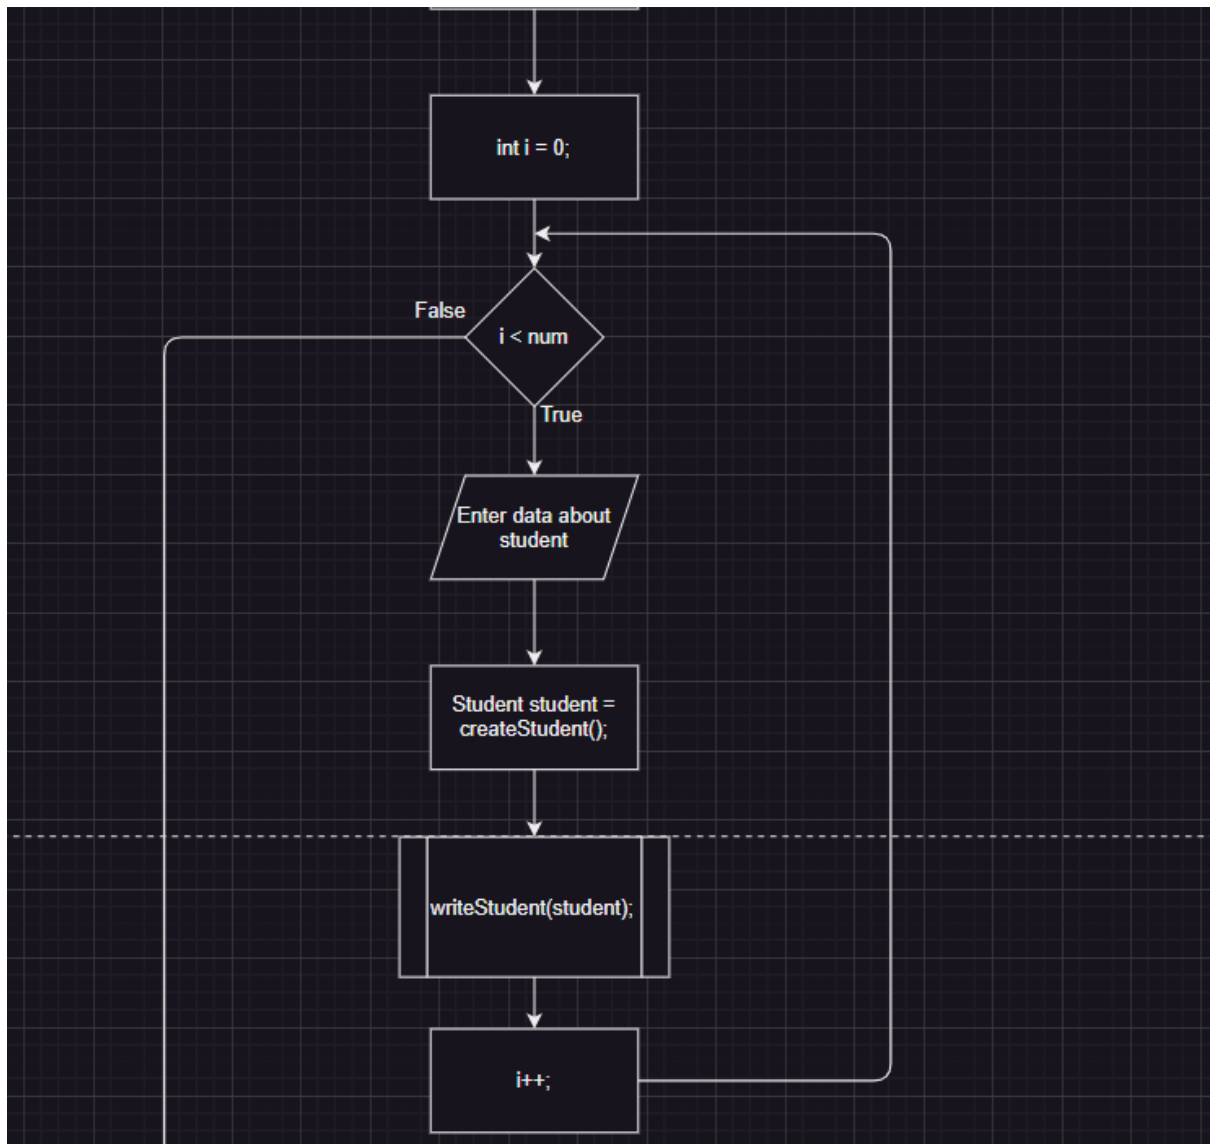 int i = 0;
False
i < num
True
Enter data about
student
Student student =
createStudent();
writeStudent(student);
i++;